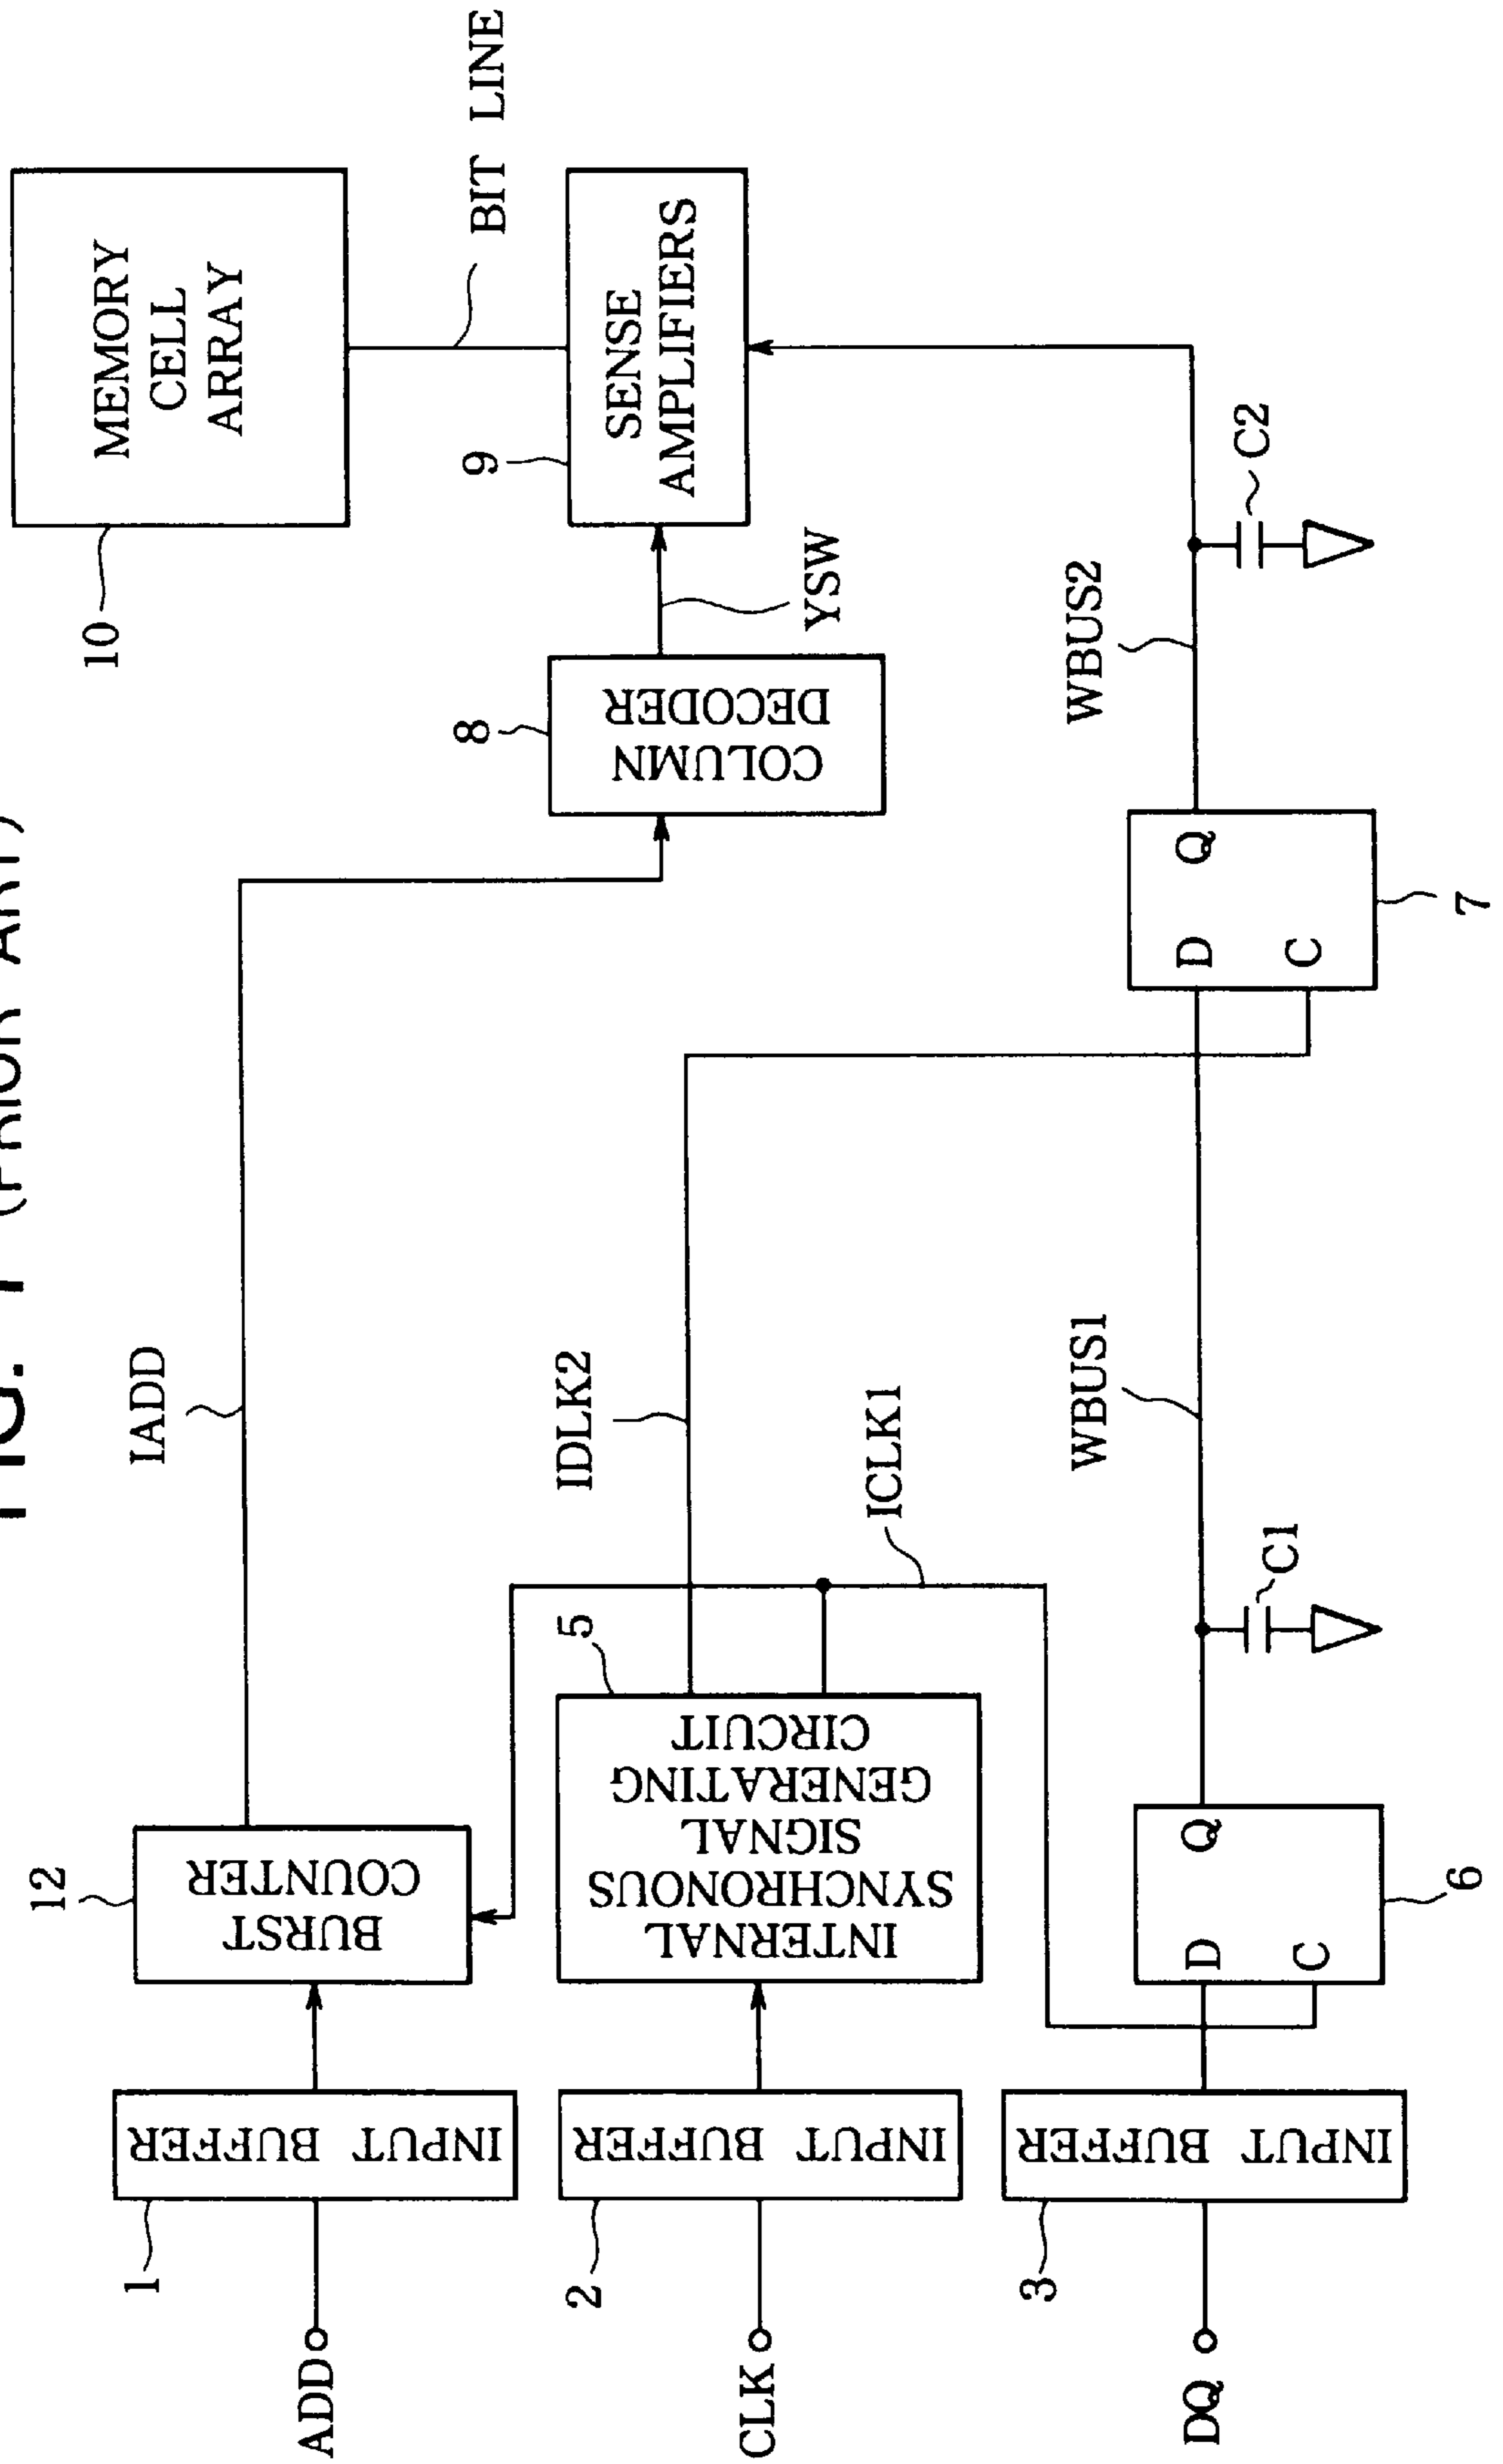 FIG. 1 (PRIOR ART)
ADD
1
INPUT BUFFER
12
BURST
COUNTER
IADD
8
COLUMN
DECODER
YSW
10
MEMORY
CELL
ARRAY
BIT LINE
9
SENSE
AMPLIFIERS
CLK
2
INPUT BUFFER
5
INTERNAL
SYNCHRONOUS
SIGNAL
GENERATING
CIRCUIT
IDLK2
ICLK1
DQ
3
INPUT BUFFER
D
Q
C
6
C1
WBUS1
D
Q
C
7
WBUS2
C2